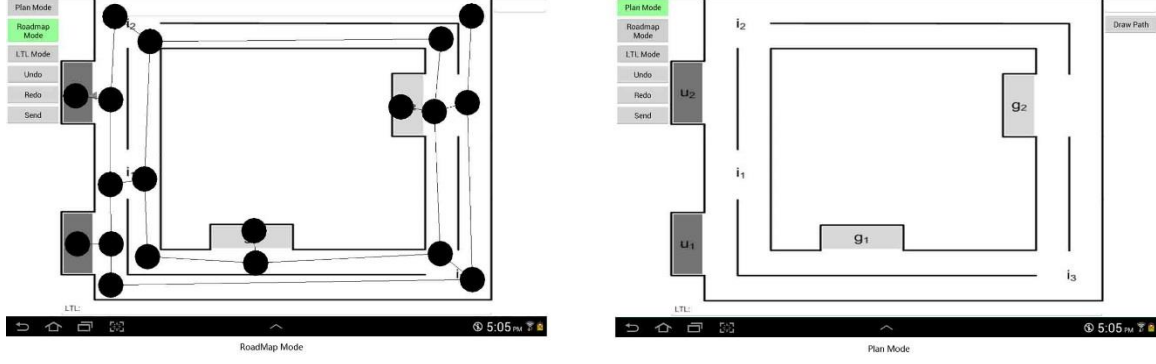 Plan Mode
Roadmap
Mode
LTL Mode
Undo
Redo
Send
i₂
i₁
i
LTL:
5:05 PM
RoadMap Mode
Plan Mode
Roadmap
Mode
LTL Mode
Undo
Redo
Send
Draw Path
i₂
u₂
g₂
i₁
u₁
g₁
i₃
LTL:
5:05 PM
Plan Mode